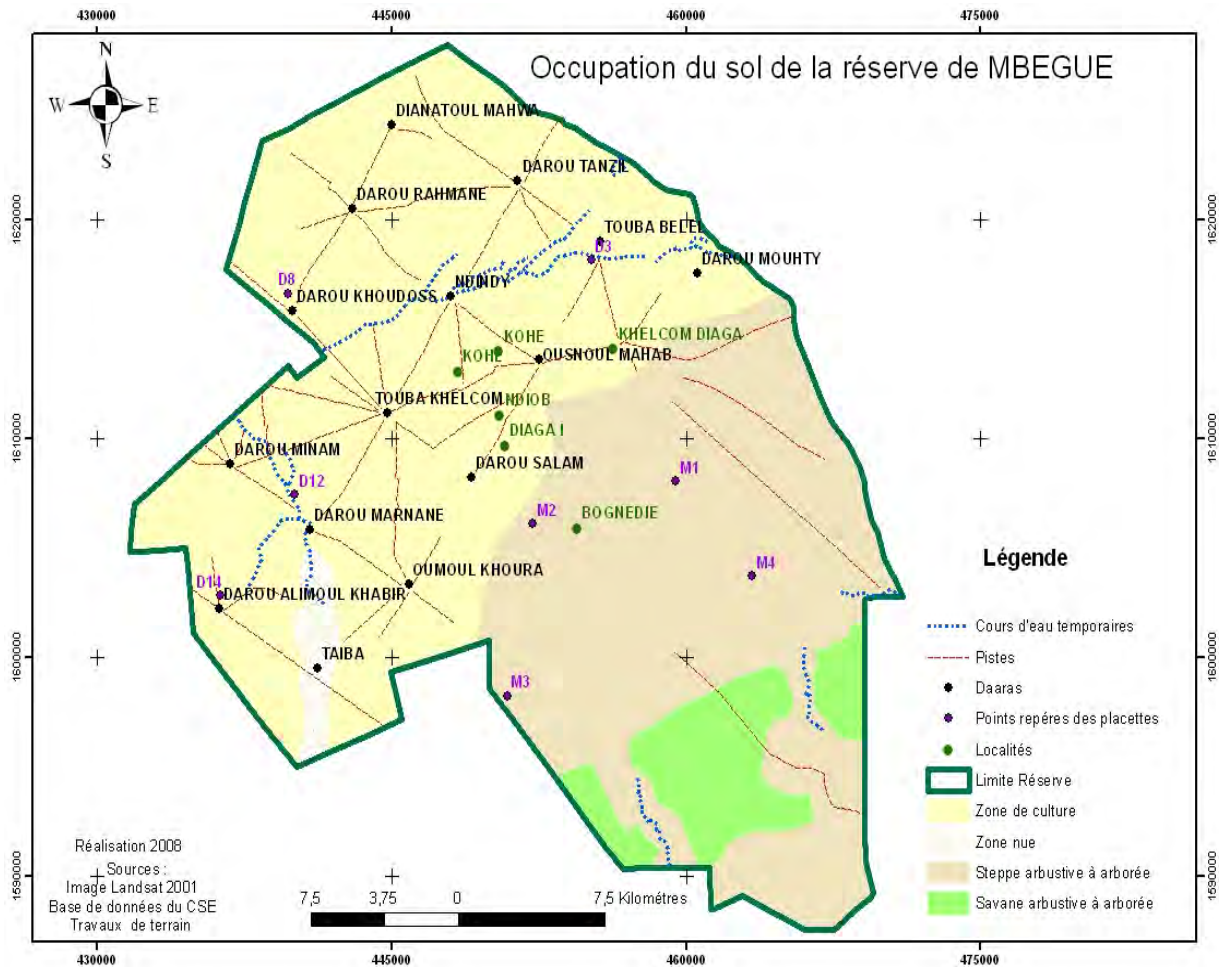 430000
445000
460000
475000
Occupation du sol de la réserve de MBEGUE
N
W
E
S
DIANATOUL MAHWA
DAROU TANZIL
DAROU RAHMANE
1620000
1620000
TOUBA BELEL
D3
DAROU MOUHTY
D8
NDINDY
DAROU KHOUDOSS
KOHE
KHELCOM DIAGA
KOHE
OUSNOUL MAHAB
TOUBA KHELCOM
NDIOB
DIAGA I
1610000
1610000
DAROU MINAM
DAROU SALAM
M1
D12
M2
BOGNEDIE
DAROU MARNANE
Légende
OUMOUL KHOURA
M4
D14
DAROU ALIMOUL KHABIR
Cours d'eau temporaires
TAIBA
1600000
1600000
Pistes
M3
Daaras
Points repéres des placettes
Localités
Limite Réserve
Zone de culture
Zone nue
Steppe arbustive à arborée
Savane arbustive à arborée
Réalisation 2008
Sources :
Image Landsat 2001
Base de données du CSE
Travaux de terrain
7,5 3,75 0 7,5 Kilométres
1590000
1590000
430000
445000
460000
475000